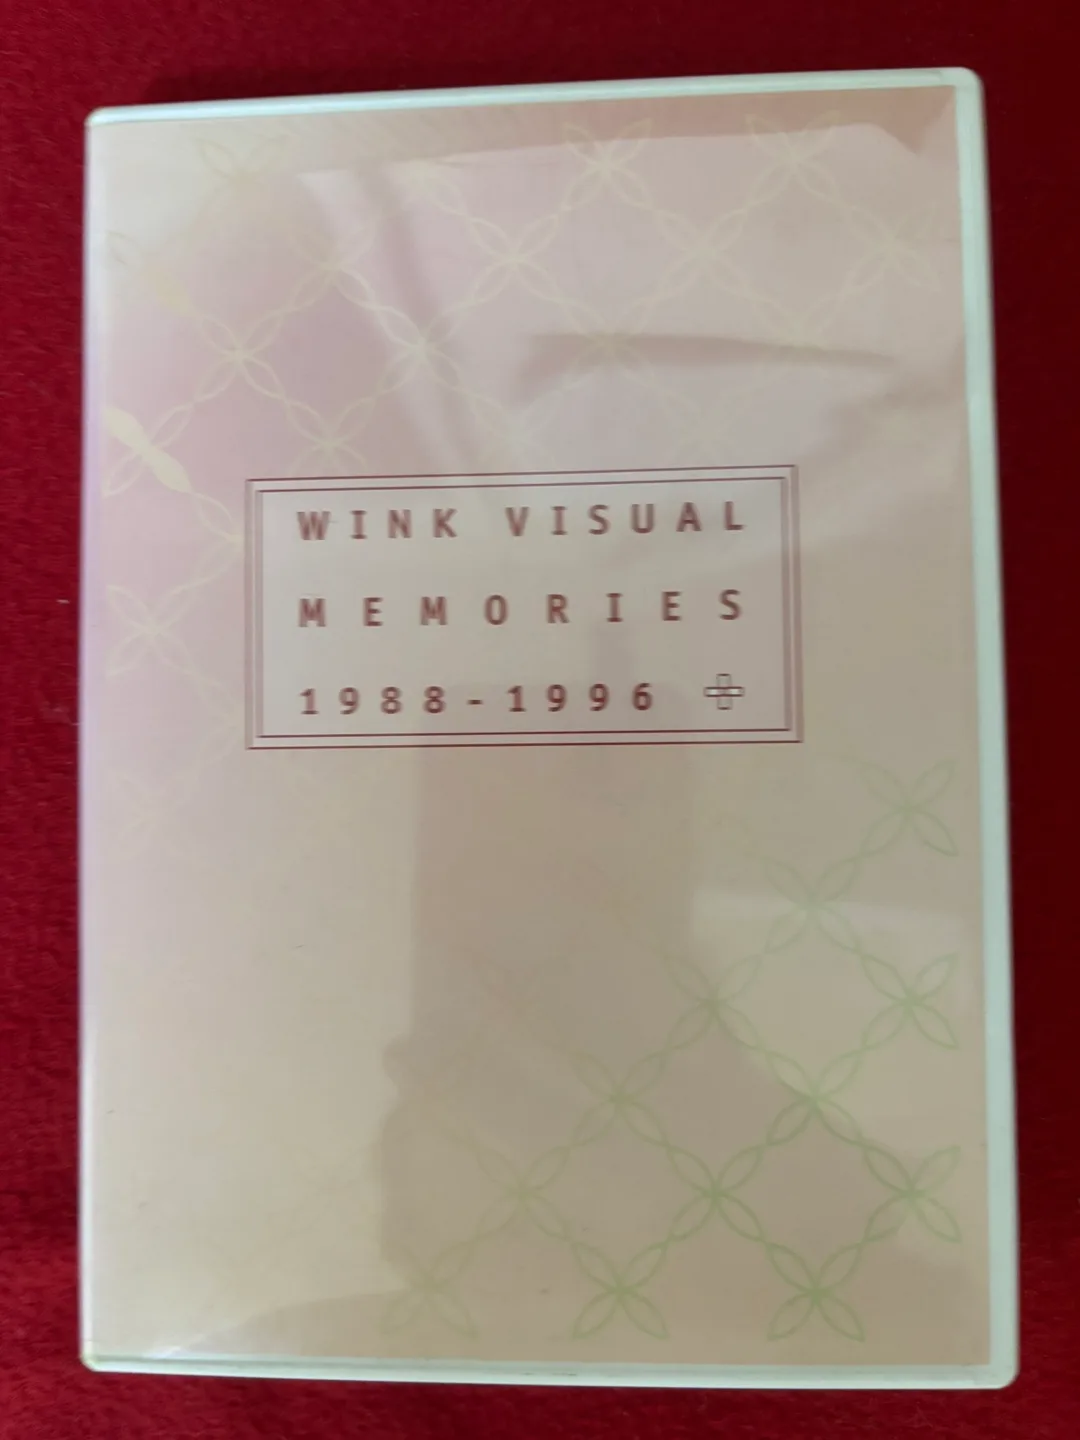 WINK VISUAL
MEMORIES
1988-1996 +